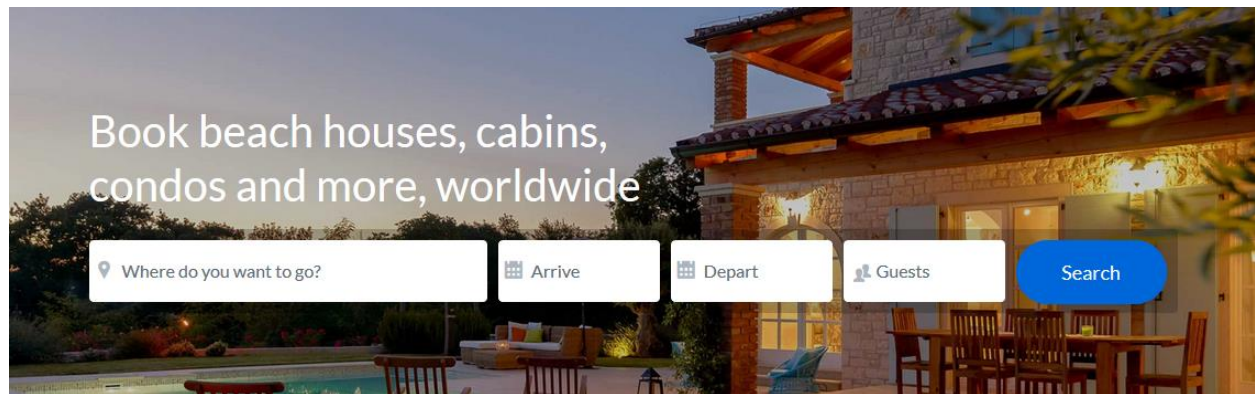 Book beach houses, cabins,
condos and more, worldwide
Where do you want to go?
Arrive
Depart
Guests
Search